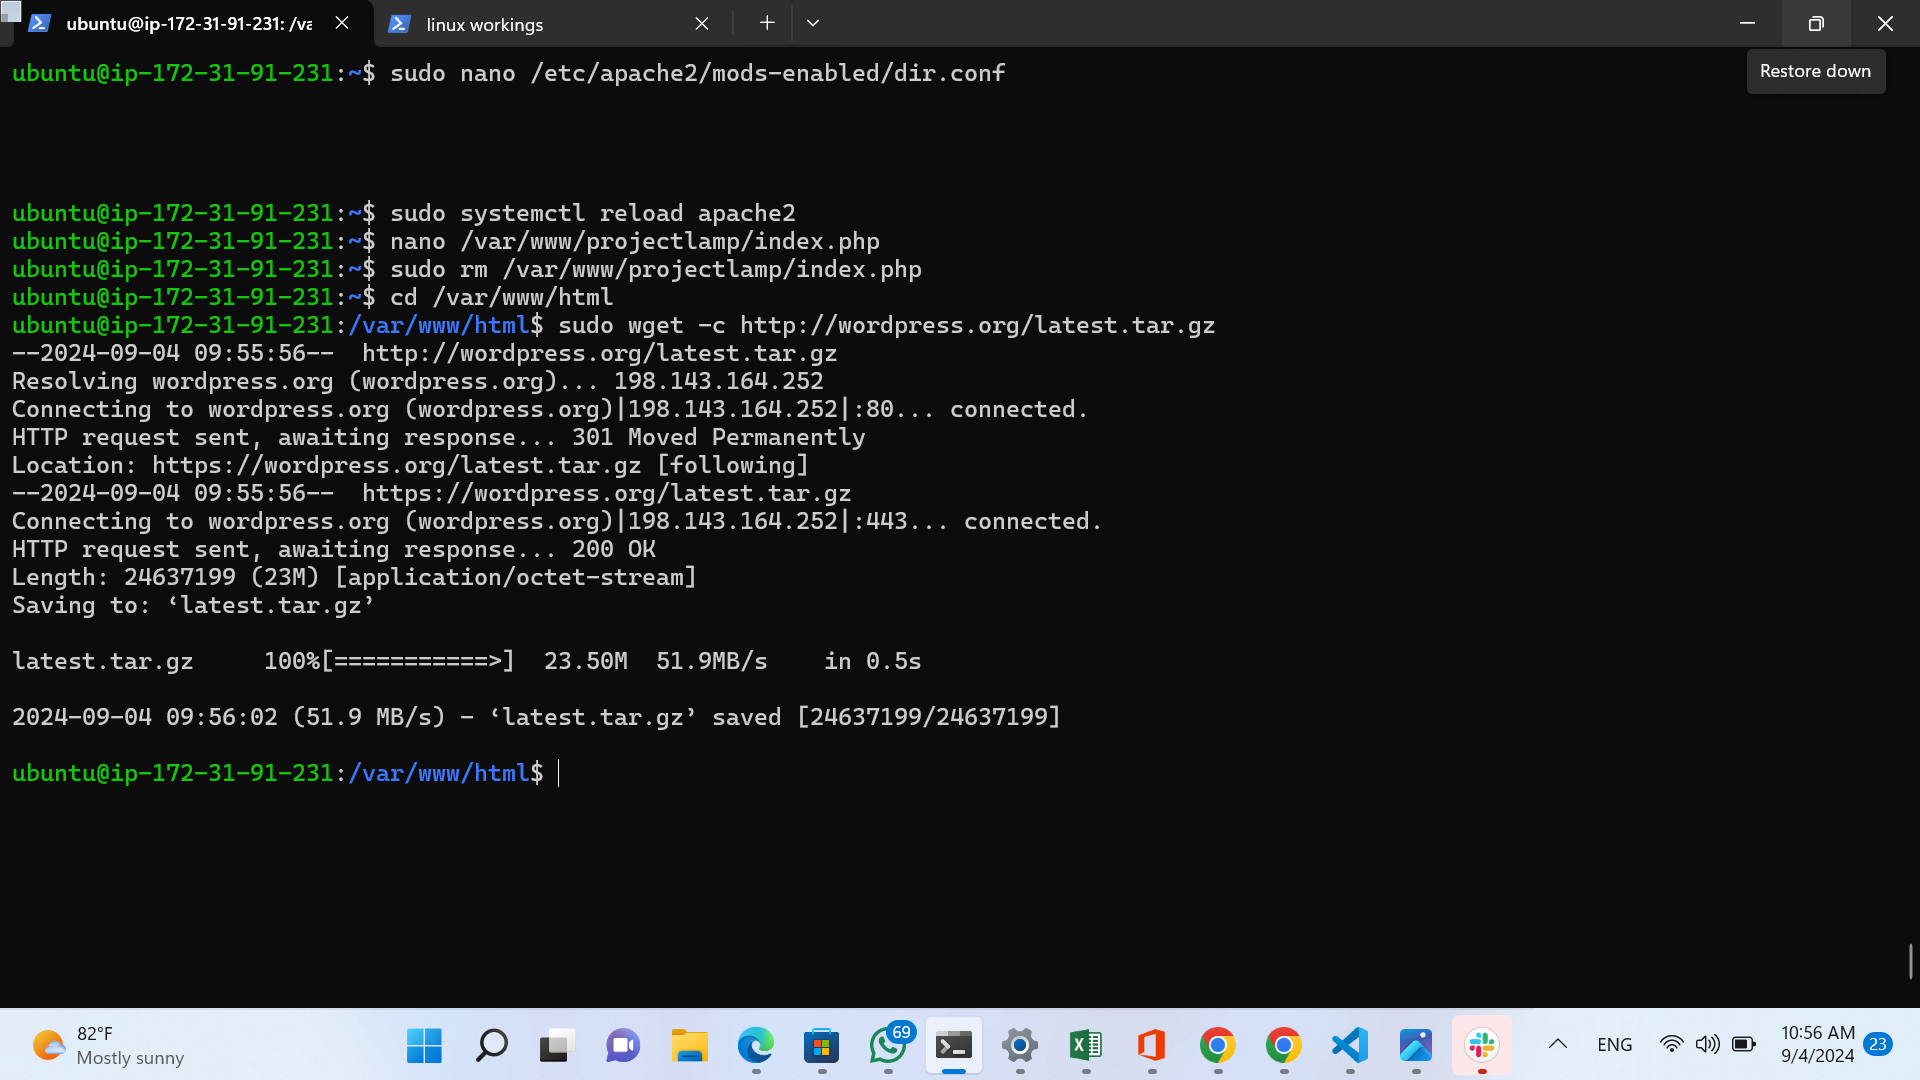 ubuntu@ip-172-31-91-231: /va
linux workings
Restore down
ubuntu@ip-172-31-91-231:~$ sudo nano /etc/apache2/mods-enabled/dir.conf
ubuntu@ip-172-31-91-231:~$ sudo systemctl reload apache2
ubuntu@ip-172-31-91-231:~$ nano /var/www/projectlamp/index.php
ubuntu@ip-172-31-91-231:~$ sudo rm /var/www/projectlamp/index.php
ubuntu@ip-172-31-91-231:~$ cd /var/www/html
ubuntu@ip-172-31-91-231:/var/www/html$ sudo wget -c http://wordpress.org/latest.tar.gz
--2024-09-04 09:55:56--  http://wordpress.org/latest.tar.gz
Resolving wordpress.org (wordpress.org)... 198.143.164.252
Connecting to wordpress.org (wordpress.org)|198.143.164.252|:80... connected.
HTTP request sent, awaiting response... 301 Moved Permanently
Location: https://wordpress.org/latest.tar.gz [following]
--2024-09-04 09:55:56--  https://wordpress.org/latest.tar.gz
Connecting to wordpress.org (wordpress.org)|198.143.164.252|:443... connected.
HTTP request sent, awaiting response... 200 OK
Length: 24637199 (23M) [application/octet-stream]
Saving to: ‘latest.tar.gz’
latest.tar.gz     100%[===========>]  23.50M  51.9MB/s    in 0.5s
2024-09-04 09:56:02 (51.9 MB/s) - ‘latest.tar.gz’ saved [24637199/24637199]
ubuntu@ip-172-31-91-231:/var/www/html$
82°F
Mostly sunny
69
ENG
10:56 AM
9/4/2024
23